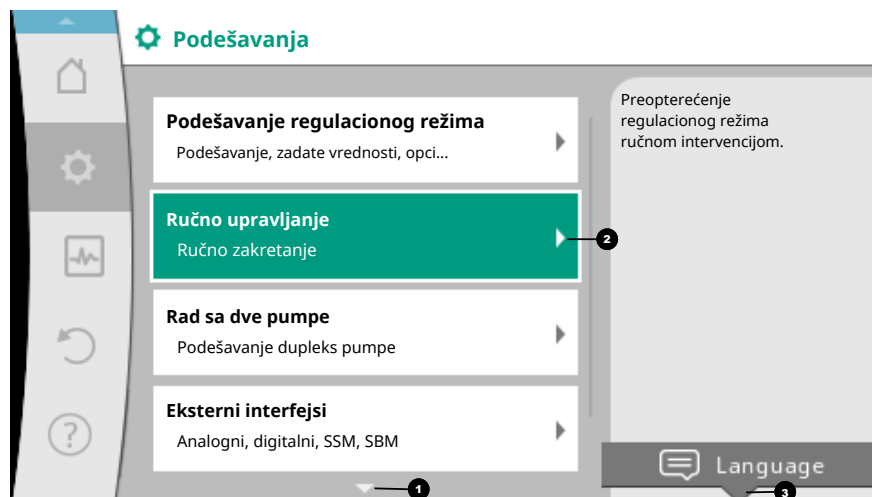 Podešavanja
Podešavanje regulacionog režima
Podešavanje, zadate vrednosti, opci...
Ručno upravljanje
Ručno zakretanje
2
Rad sa dve pumpe
Podešavanje dupleks pumpe
Eksterni interfejsi
Analogni, digitalni, SSM, SBM
1
Preopterećenje
regulacionog režima
ručnom intervencijom.
Language
3
?